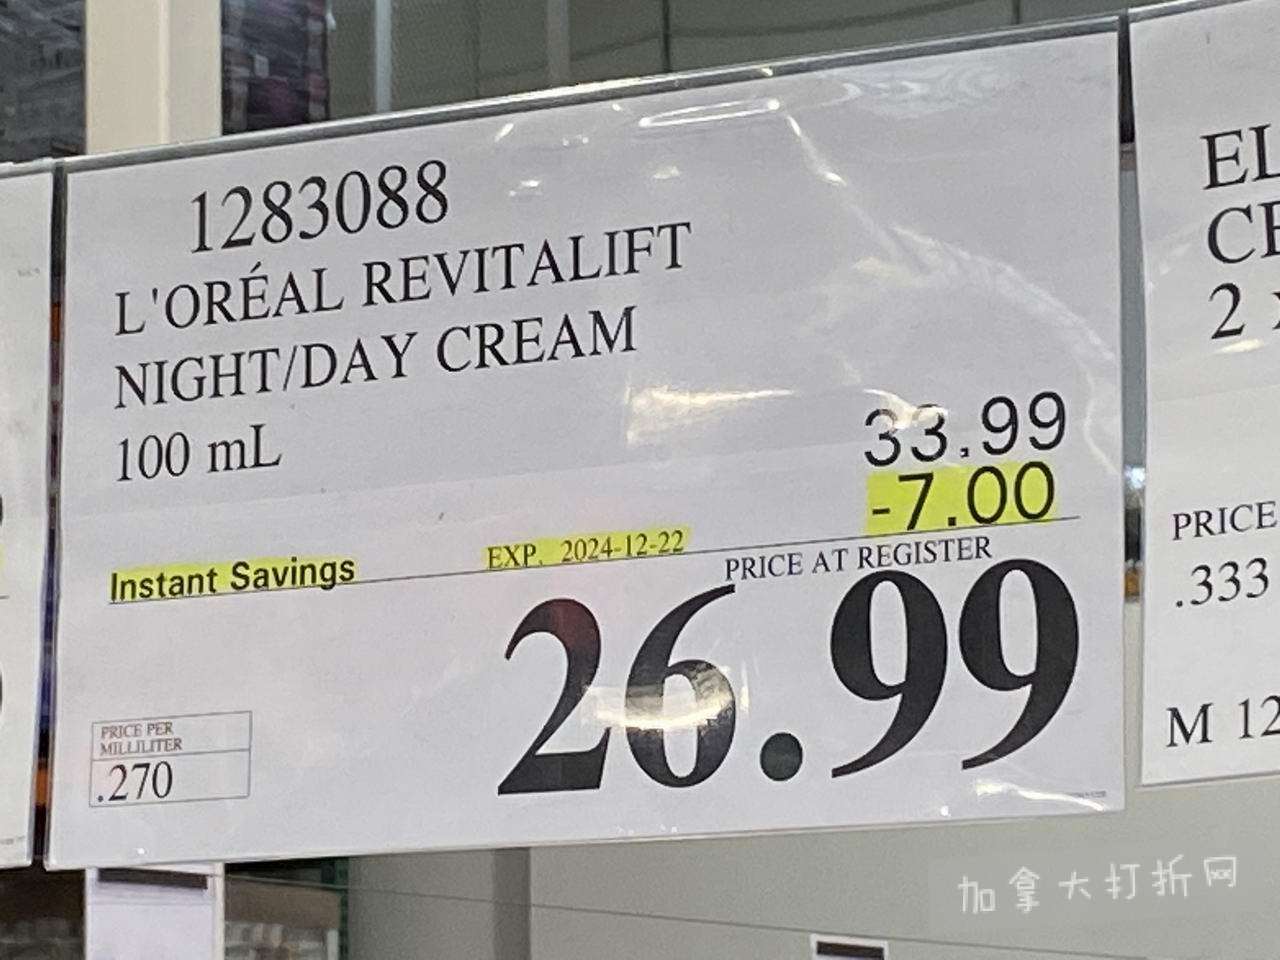 1283088
L'ORÉAL REVITALIFT
NIGHT/DAY CREAM
100 mL
33.99
-7.00
Instant Savings
EXP. 2024-12-22
PRICE AT REGISTER
26.99
PRICE PER
MILLILITER
.270
EL
CE
2 x
PRICE
.333
M 12
加拿大打折网